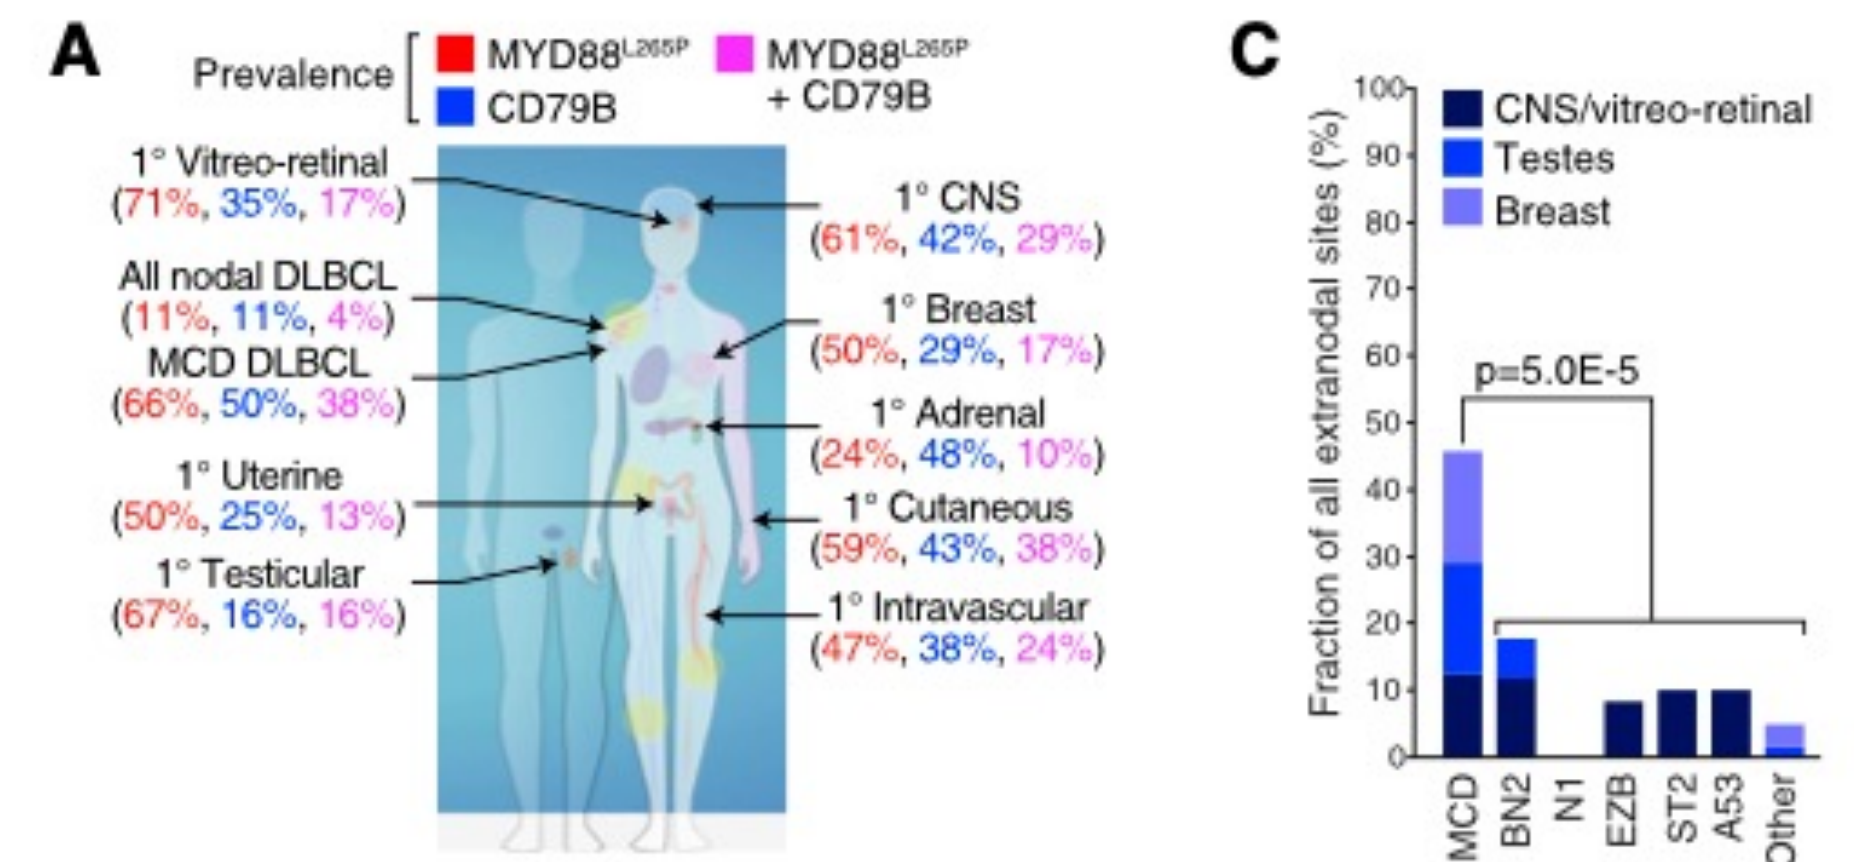 A
Prevalence
MYD88L265P
CD79B
MYD88L265P
+ CD79B
1° Vitreo-retinal
(71%, 35%, 17%)
All nodal DLBCL
(11%, 11%, 4%)
MCD DLBCL
(66%, 50%, 38%)
1° Uterine
(50%, 25%, 13%)
1° Testicular
(67%, 16%, 16%)
1° CNS
(61%, 42%, 29%)
1° Breast
(50%, 29%, 17%)
1° Adrenal
(24%, 48%, 10%)
1° Cutaneous
(59%, 43%, 38%)
1° Intravascular
(47%, 38%, 24%)
C
Fraction of all extranodal sites (%)
100
90
80
70
60
50
40
30
20
10
0
CNS/vitreo-retinal
Testes
Breast
p=5.0E-5
MCD
BN2
N1
EZB
ST2
A53
Other